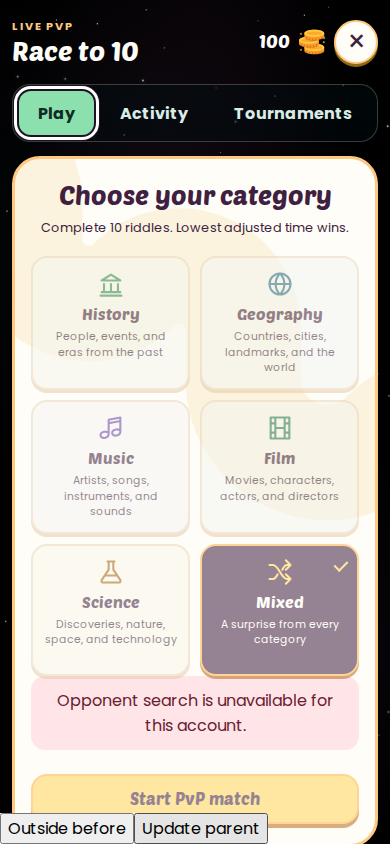 LIVE PVP
Race to 10
100
Play
Activity
Tournaments
Choose your category
Complete 10 riddles. Lowest adjusted time wins.
History
People, events, and
eras from the past
Geography
Countries, cities,
landmarks, and the
world
Music
Artists, songs,
instruments, and
sounds
Film
Movies, characters,
actors, and directors
Science
Discoveries, nature,
space, and technology
Mixed
A surprise from every
category
Opponent search is unavailable for
this account.
Start PvP match
Outside before
Update parent